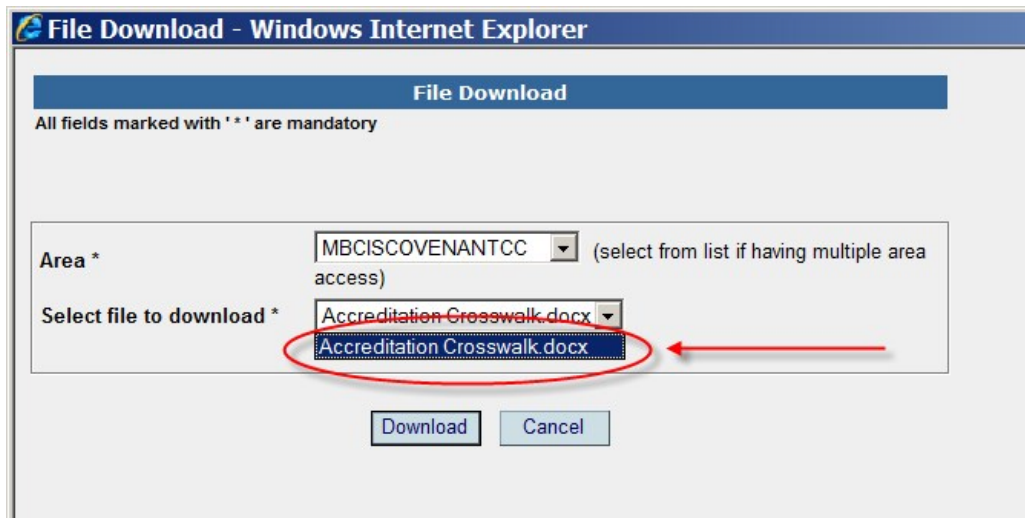 File Download - Windows Internet Explorer
File Download
All fields marked with ' * ' are mandatory
Area *
MBCISCOVENANTCC (select from list if having multiple area
access)
Select file to download *
Accreditation Crosswalk.docx
Accreditation Crosswalk.docx
Download Cancel